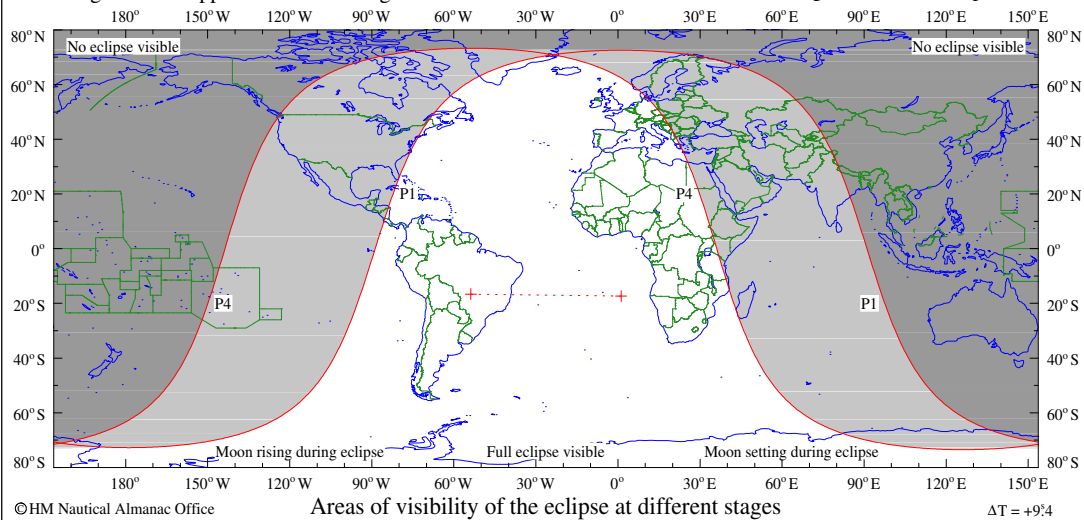 180° 150° W 120° W 90° W 60° W 30° W 0° 30° E 60° E 90° E 120° E 150° E
80° N No eclipse visible No eclipse visible 80° N
60° N 60° N
40° N 40° N
20° N P1 P4 20° N
0° 0°
20° S P4 P1 20° S
40° S 40° S
60° S 60° S
80° S Moon rising during eclipse Full eclipse visible Moon setting during eclipse 80° S
180° 150° W 120° W 90° W 60° W 30° W 0° 30° E 60° E 90° E 120° E 150° E
©HM Nautical Almanac Office Areas of visibility of the eclipse at different stages ΔT = +9.ˢ4